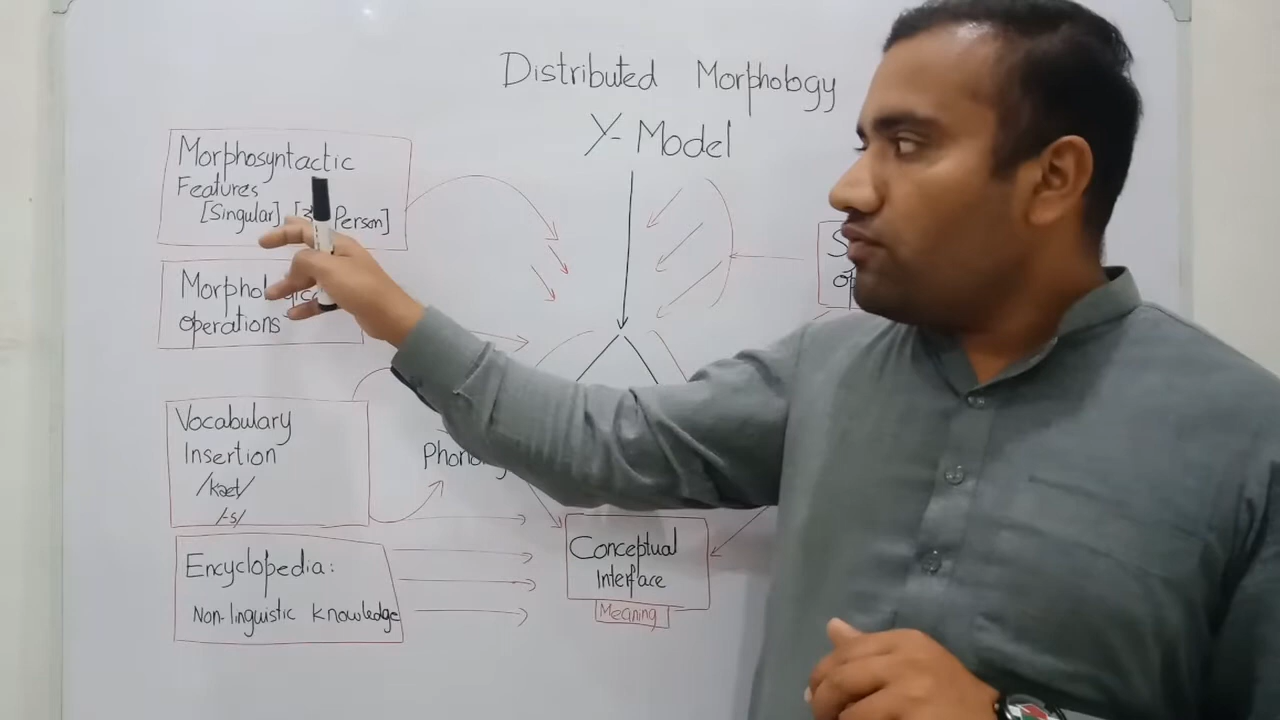 Distributed Morphology
Y- Model
Morphosyntactic
Features
[Singular], Person]
operations
Vocabulary
Insertion
/kæt/
/-s/
Encyclopedia:
Non-linguistic Knowledge
Conceptual
Interface
Meaning